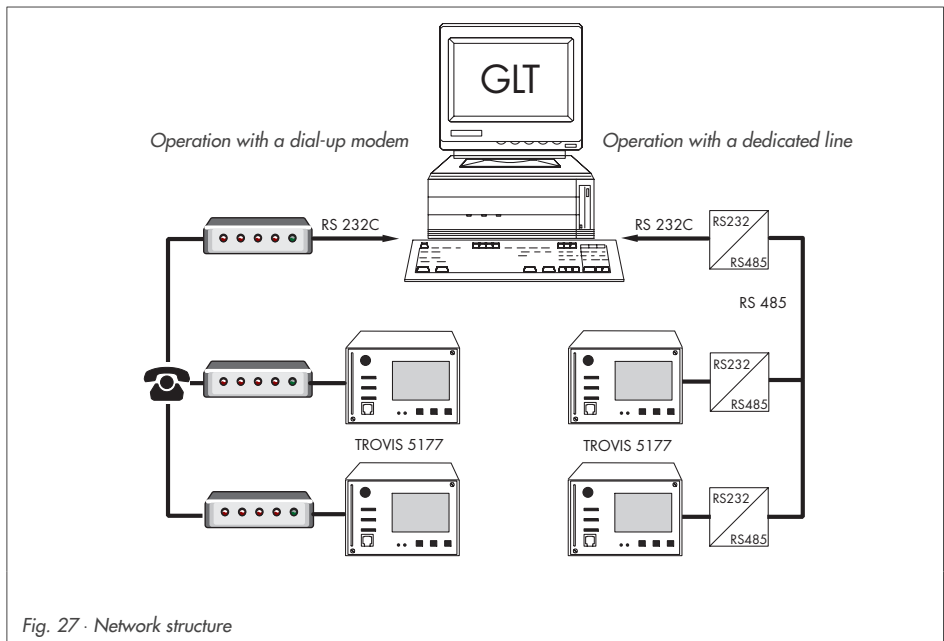 GLT
Operation with a dial-up modem
Operation with a dedicated line
RS 232C
RS 232C
RS232
RS485
RS 485
RS232
RS485
TROVIS 5177
TROVIS 5177
RS232
RS485
Fig. 27 · Network structure